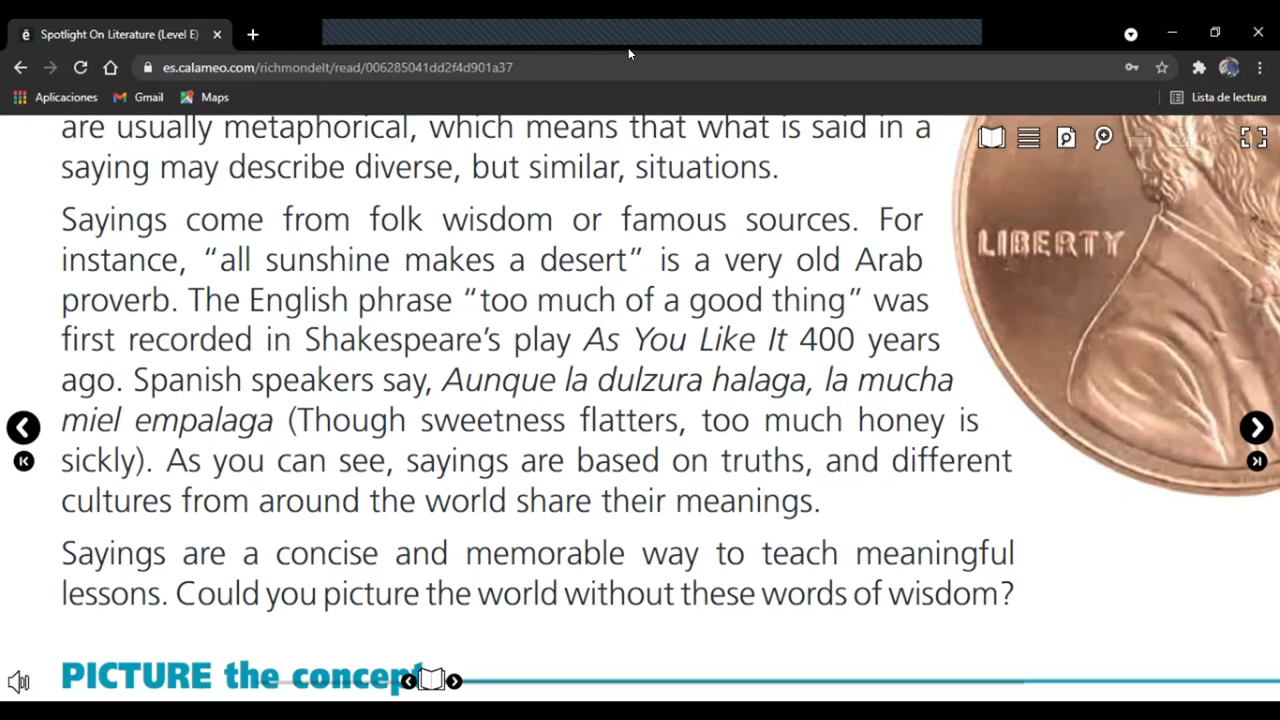 Spotlight On Literature (Level E)
es.calameo.com/richmondelt/read/006285041dd2f4d901a37
Aplicaciones Gmail Maps Lista de lectura
are usually metaphorical, which means that what is said in a
saying may describe diverse, but similar, situations.
Sayings come from folk wisdom or famous sources. For
instance, “all sunshine makes a desert” is a very old Arab
proverb. The English phrase “too much of a good thing” was
first recorded in Shakespeare’s play As You Like It 400 years
ago. Spanish speakers say, Aunque la dulzura halaga, la mucha
miel empalaga (Though sweetness flatters, too much honey is
sickly). As you can see, sayings are based on truths, and different
cultures from around the world share their meanings.
Sayings are a concise and memorable way to teach meaningful
lessons. Could you picture the world without these words of wisdom?
PICTURE the concept
LIBERTY